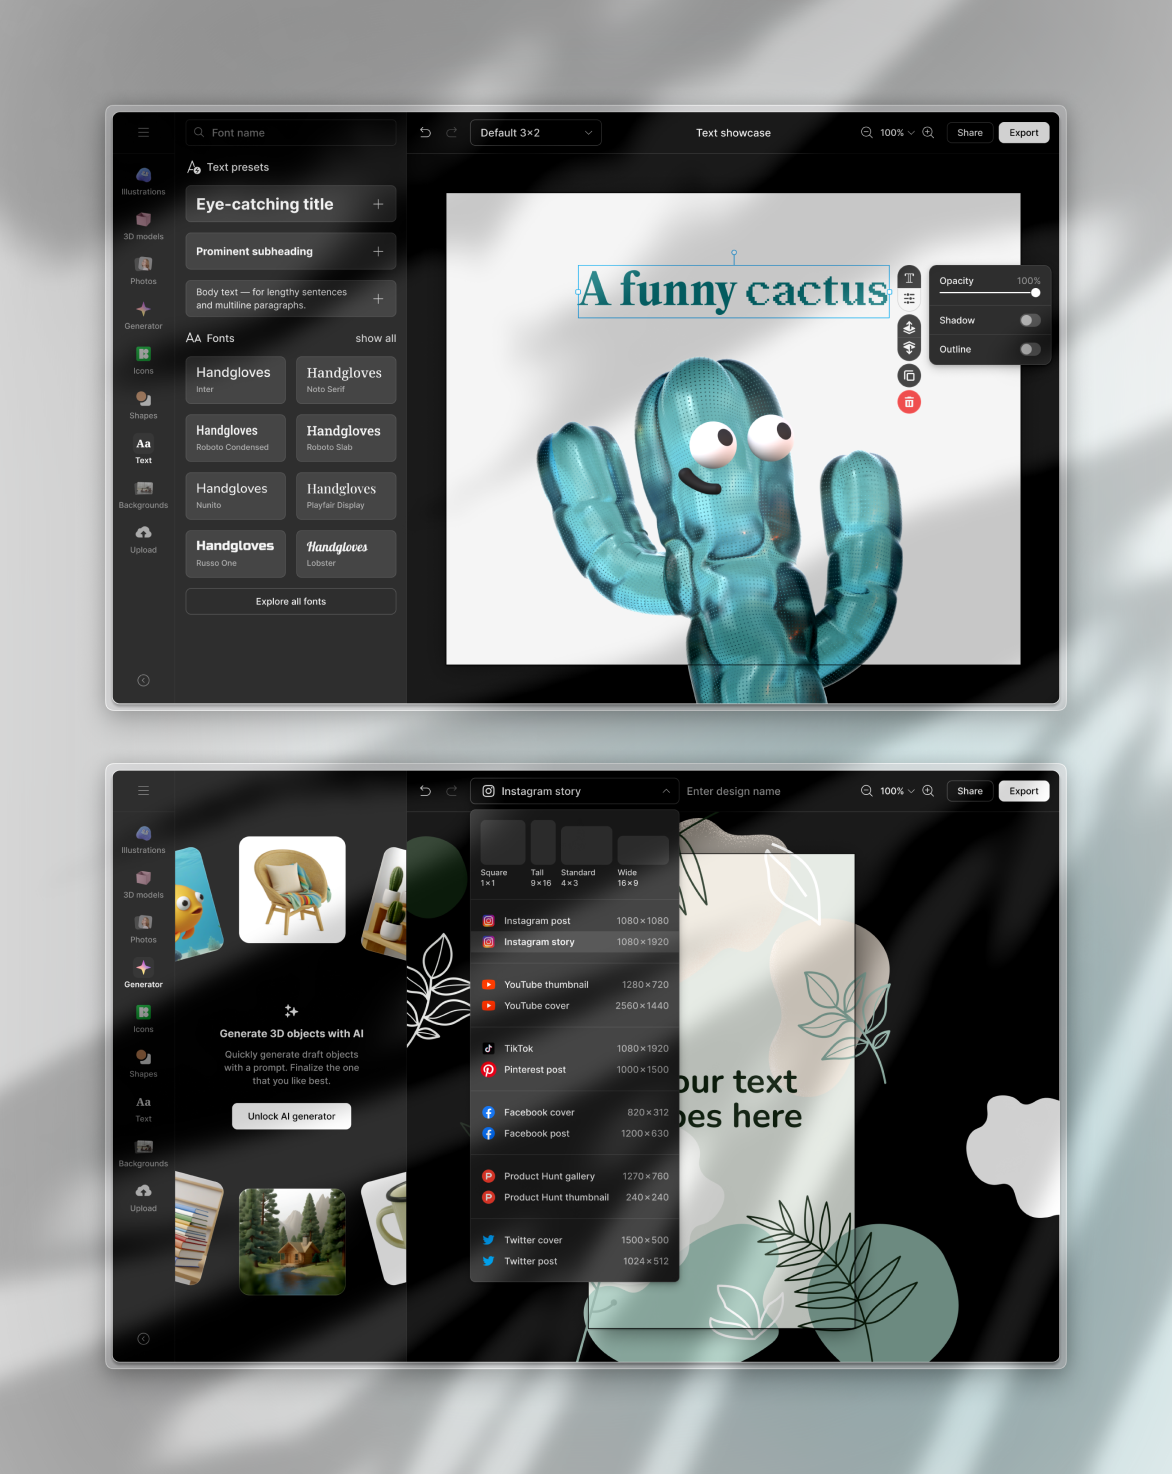 Font name
Default 3×2
Text showcase
100%
Share
Export
Illustrations
3D models
Photos
Generator
Icons
Shapes
Aa
Text
Backgrounds
Upload
Text presets
Eye-catching title
Prominent subheading
Body text — for lengthy sentences
and multiline paragraphs.
AA Fonts
show all
Handgloves
Inter
Handgloves
Noto Serif
Handgloves
Roboto Condensed
Handgloves
Roboto Slab
Handgloves
Nunito
Handgloves
Playfair Display
Handgloves
Russo One
Handgloves
Lobster
Explore all fonts
A funny cactus
T
Opacity
100%
Shadow
Outline
Instagram story
Enter design name
100%
Share
Export
Illustrations
3D models
Photos
Generator
Icons
Shapes
Aa
Text
Backgrounds
Upload
Generate 3D objects with AI
Quickly generate draft objects
with a prompt. Finalize the one
that you like best.
Unlock AI generator
Square
1×1
Tall
9×16
Standard
4×3
Wide
16×9
Instagram post 1080×1080
Instagram story 1080×1920
YouTube thumbnail 1280×720
YouTube cover 2560×1440
TikTok 1080×1920
Pinterest post 1000×1500
Facebook cover 820×312
Facebook post 1200×630
Product Hunt gallery 1270×760
Product Hunt thumbnail 240×240
Twitter cover 1500×500
Twitter post 1024×512
our text
oes here